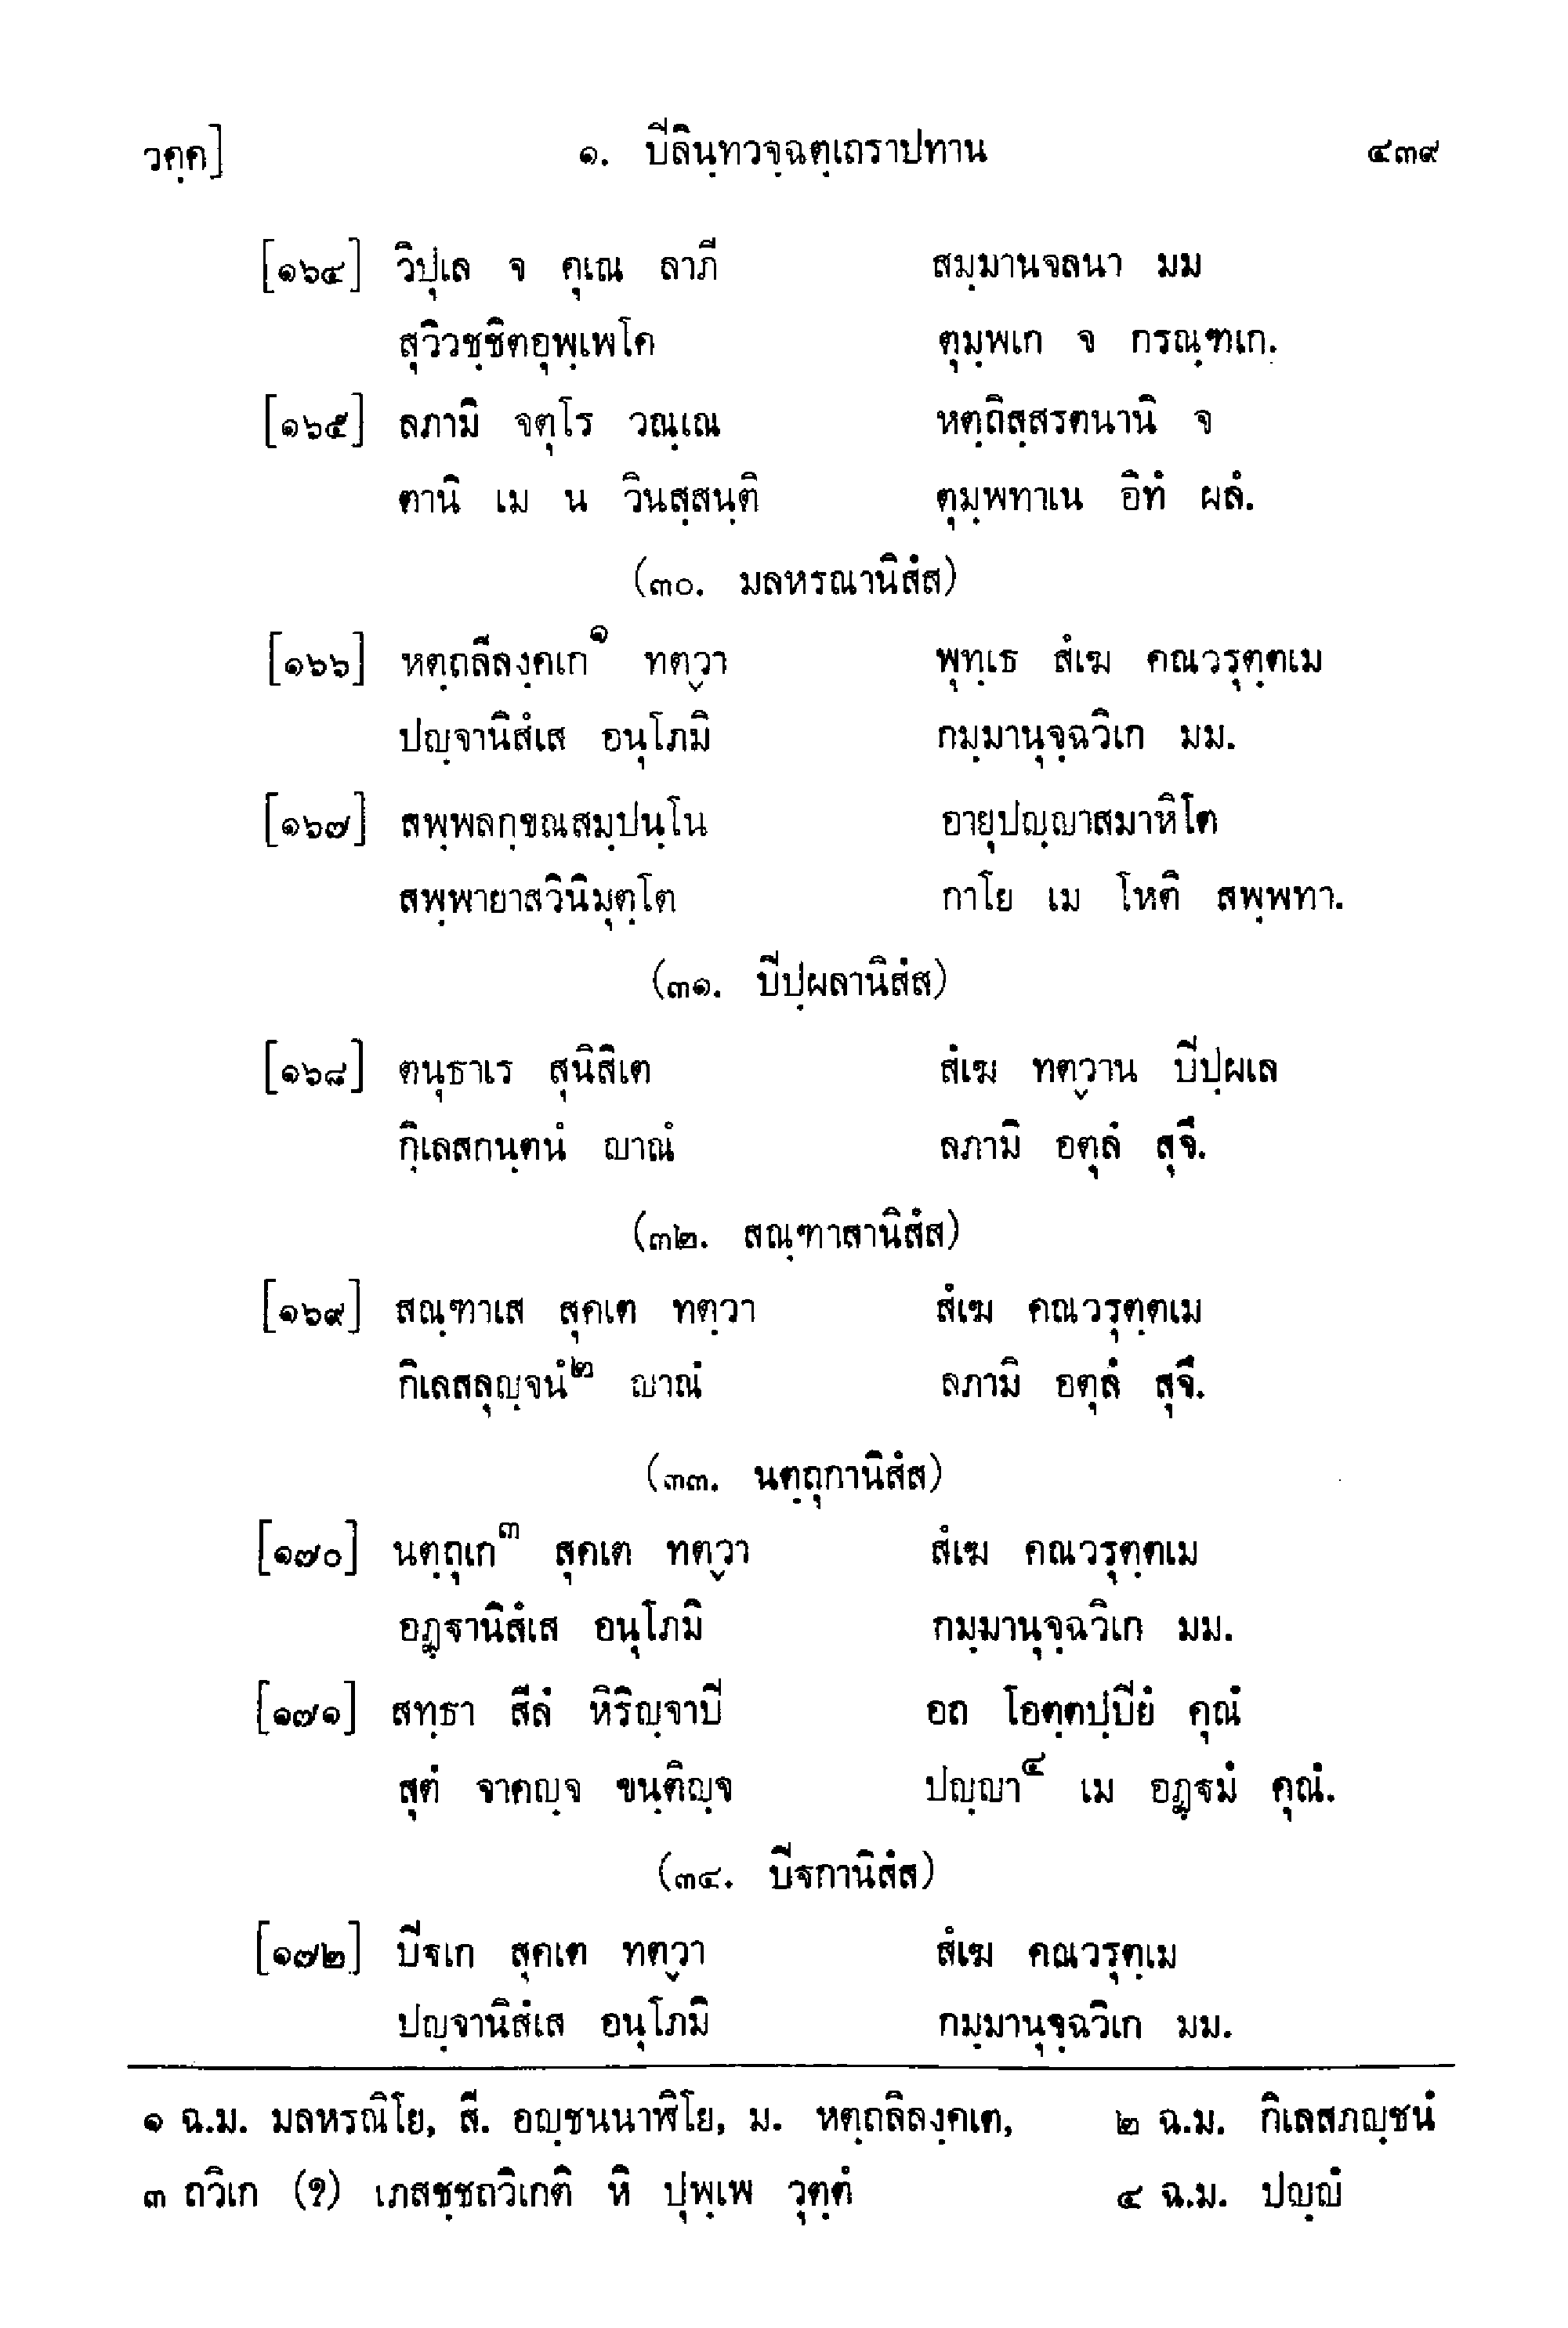 วคฺค] ๑. ปิลินฺทวจฺฉตฺเถราปทาน ๔๓๙
[๑๖๔] วิปุเล จ คุเณ ลาภี สมฺมานจลนา มม
สุวิวชฺชิตอุพฺเพโค ตุมฺพเก จ กรณฺฑเก.
[๑๖๕] ลภามิ จตุโร วณฺเณ หตฺถิสฺสรตนานิ จ
ตานิ เม น วินสฺสนฺติ ตุมฺพทาเน อิทํ ผลํ.
(๓๐. มลหรณานิสํส)
[๑๖๖] หตฺถลีลงฺคเก๑ ทตฺวา พุทฺเธ สํเฆ คณวรุตฺตเม
ปญฺจานิสํเส อนุโภมิ กมฺมานุจฺฉวิเก มม.
[๑๖๗] สพฺพลกฺขณสมฺปนฺโน อายุปญฺญาสมาหิโต
สพฺพายาสวินิมุตฺโต กาโย เม โหติ สพฺพทา.
(๓๑. ปิปฺผลานิสํส)
[๑๖๘] ตนุธาเร สุนิสิเต สํเฆ ทตฺวาน ปิปฺผเล
กิเลสกนฺตนํ ญาณํ ลภามิ อตุลํ สุจึ.
(๓๒. สณฺฑาสานิสํส)
[๑๖๙] สณฺฑาเส สุคเต ทตฺวา สํเฆ คณวรุตฺตเม
กิเลสลุญฺจนํ๒ ญาณํ ลภามิ อตุลํ สุจึ.
(๓๓. นตฺถุกานิสํส)
[๑๗๐] นตฺถุเก๓ สุคเต ทตฺวา สํเฆ คณวรุตฺตเม
อฏฺฐานิสํเส อนุโภมิ กมฺมานุจฺฉวิเก มม.
[๑๗๑] สทฺธา สีลํ หิริญฺจาปิ อถ โอตฺตปฺปิยํ คุณํ
สุตํ จาคญฺจ ขนฺติญฺจ ปญฺญา๔ เม อฏฺฐมํ คุณํ.
(๓๔. ปีฐกานิสํส)
[๑๗๒] ปีฐเก สุคเต ทตฺวา สํเฆ คณวรุตฺเม
ปญฺจานิสํเส อนุโภมิ กมฺมานุจฺฉวิเก มม.
๑ ฉ.ม. มลหรณิโย, สี. อญฺชนนาฬิโย, ม. หตฺถลิลงฺคเต, ๒ ฉ.ม. กิเลสภญฺชนํ
๓ ถวิเก (?) เภสชฺชถวิเกติ หิ ปุพฺเพ วุตฺตํ ๔ ฉ.ม. ปญฺญํ